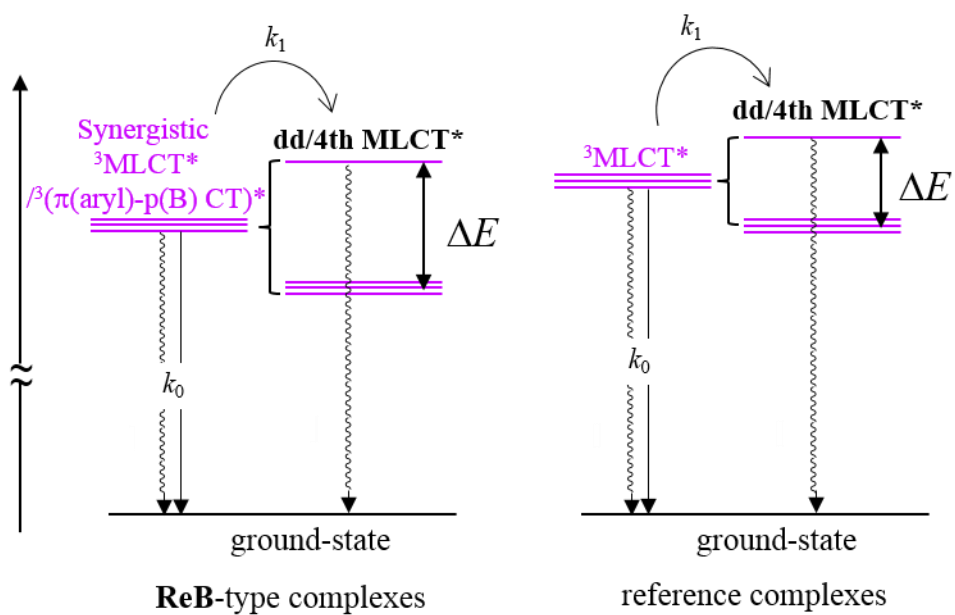 k₁
Synergistic
³MLCT*
/³(π(aryl)-p(B) CT)*
dd/4th MLCT*
ΔE
k₀
ground-state
ReB-type complexes
k₁
dd/4th MLCT*
³MLCT*
ΔE
k₀
ground-state
reference complexes